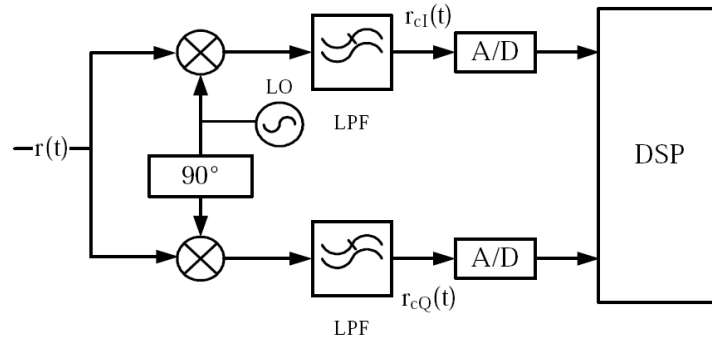 r_cI(t)
A/D
LO
LPF
r(t)
90°
DSP
A/D
r_cQ(t)
LPF